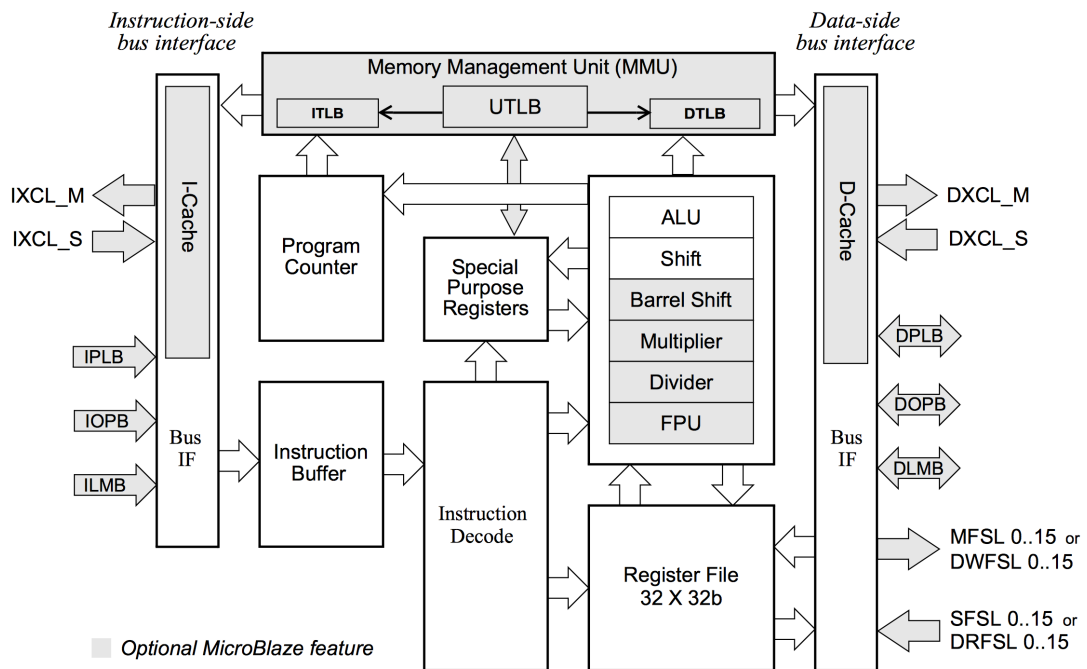 Instruction-side
bus interface
Data-side
bus interface
Memory Management Unit (MMU)
ITLB
UTLB
DTLB
I-Cache
D-Cache
IXCL_M
IXCL_S
IPLB
IOPB
ILMB
Bus
IF
Program
Counter
Special
Purpose
Registers
ALU
Shift
Barrel Shift
Multiplier
Divider
FPU
Instruction
Buffer
Instruction
Decode
Register File
32 X 32b
Bus
IF
DXCL_M
DXCL_S
DPLB
DOPB
DLMB
MFSL 0..15 or
DWFSL 0..15
SFSL 0..15 or
DRFSL 0..15
Optional MicroBlaze feature